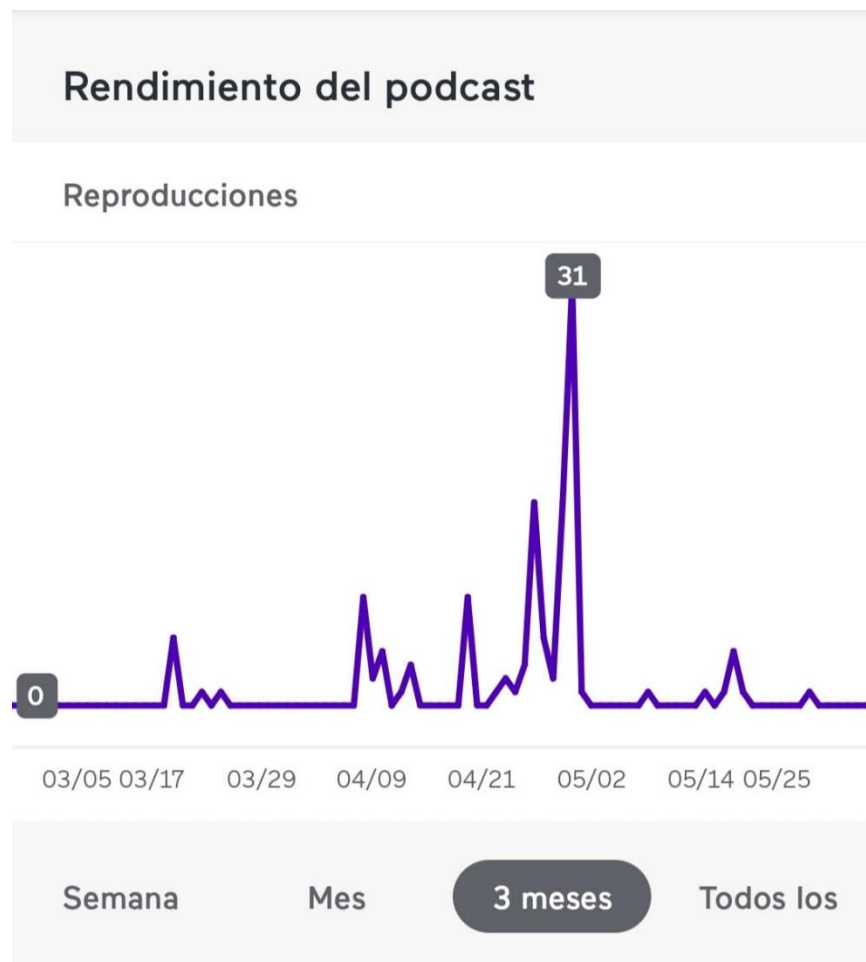 Rendimiento del podcast
Reproducciones
31
0
03/05 03/17 03/29 04/09 04/21 05/02 05/14 05/25
Semana Mes 3 meses Todos los